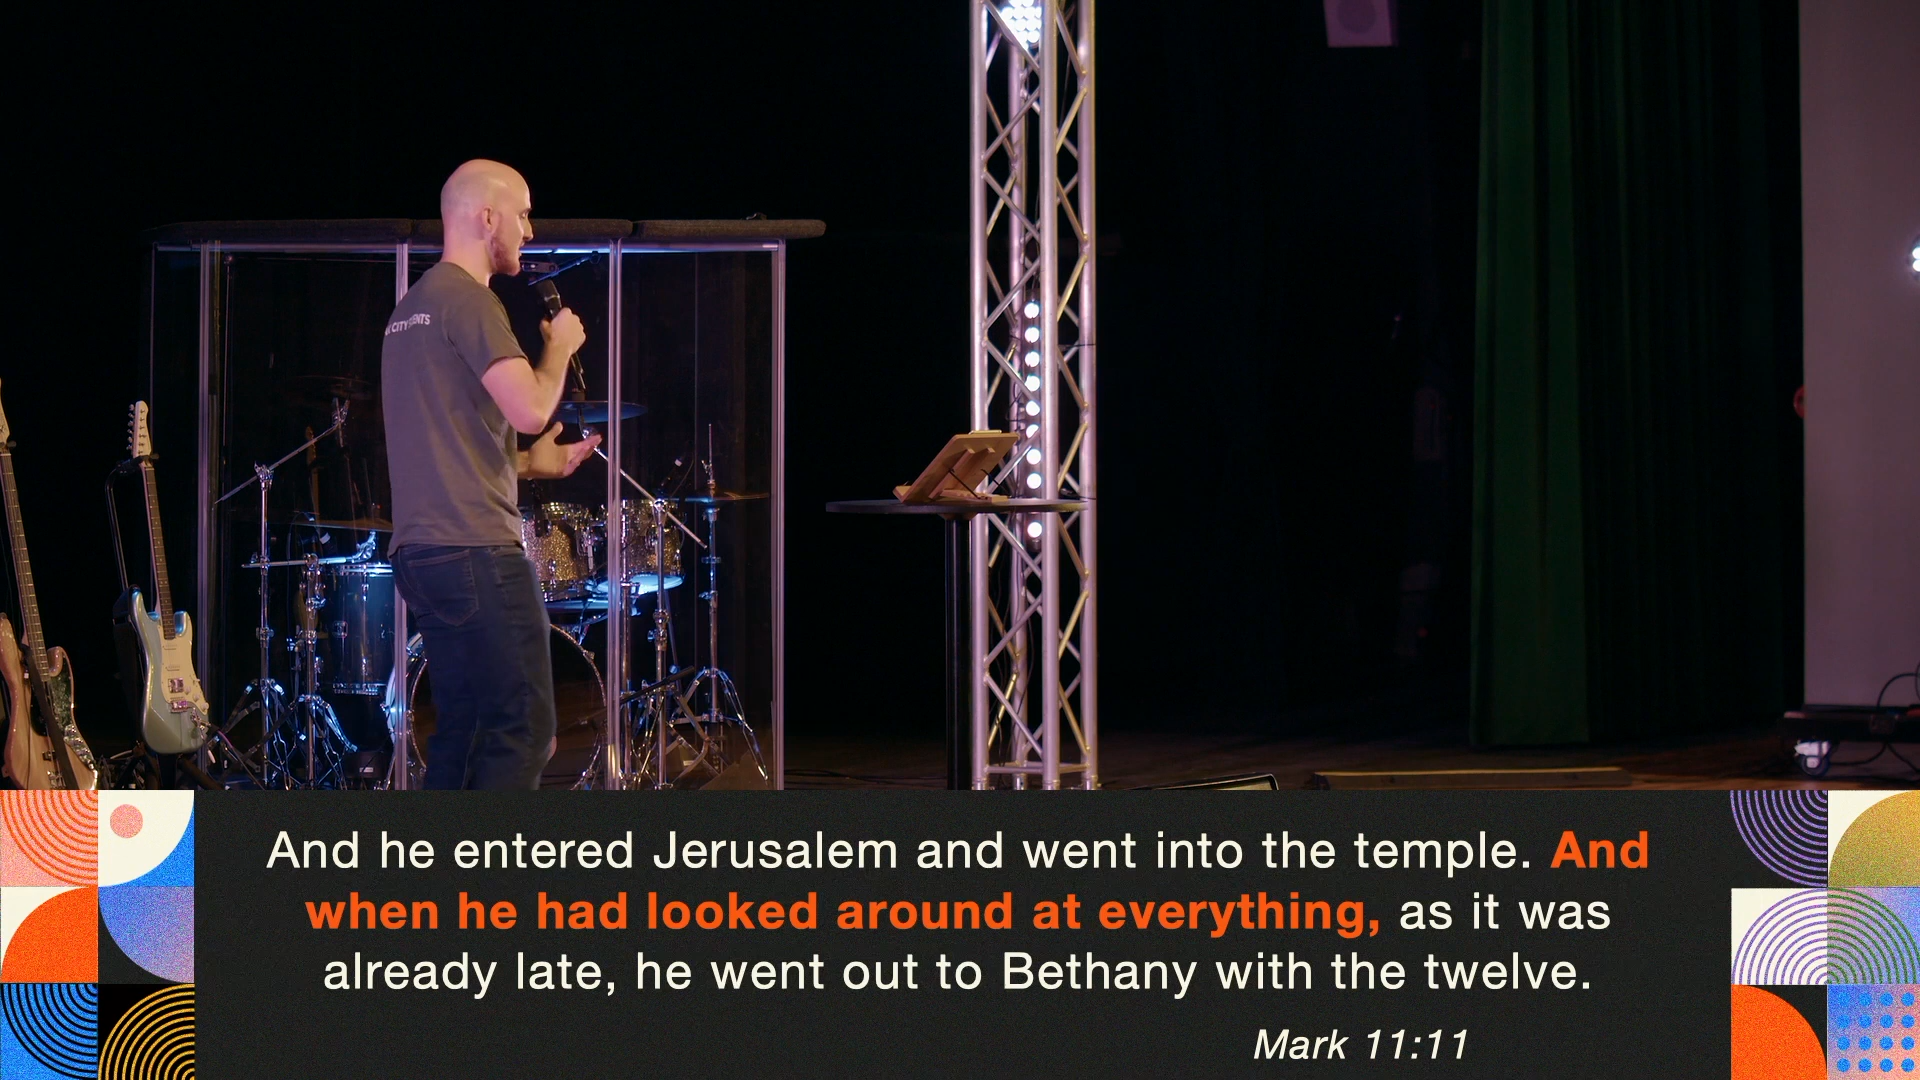 CITY
And he entered Jerusalem and went into the temple. And
when he had looked around at everything, as it was
already late, he went out to Bethany with the twelve.
Mark 11:11